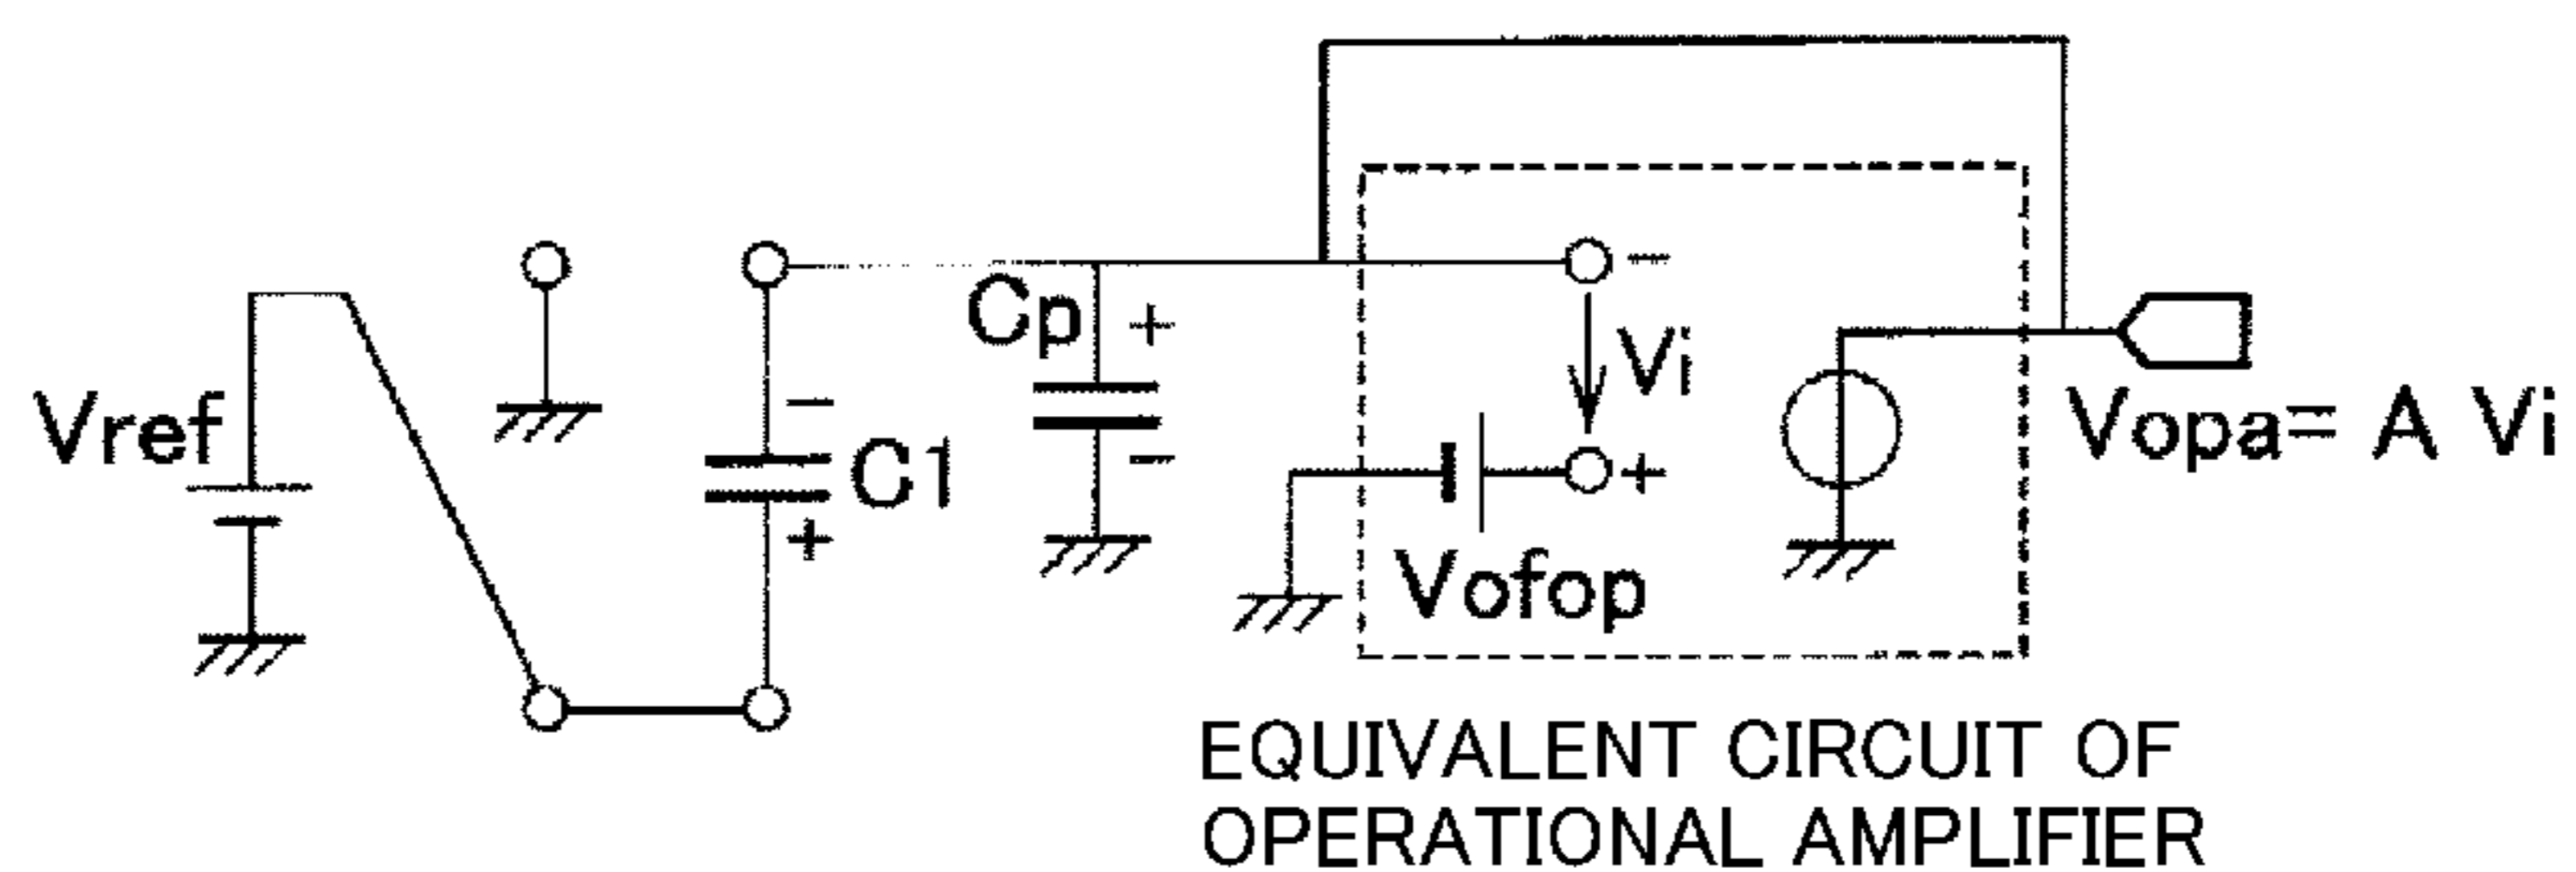 Vref
-
C1
+
Cp
+
-
-
Vi
+
Vofop
Vopa= A Vi
EQUIVALENT CIRCUIT OF
OPERATIONAL AMPLIFIER